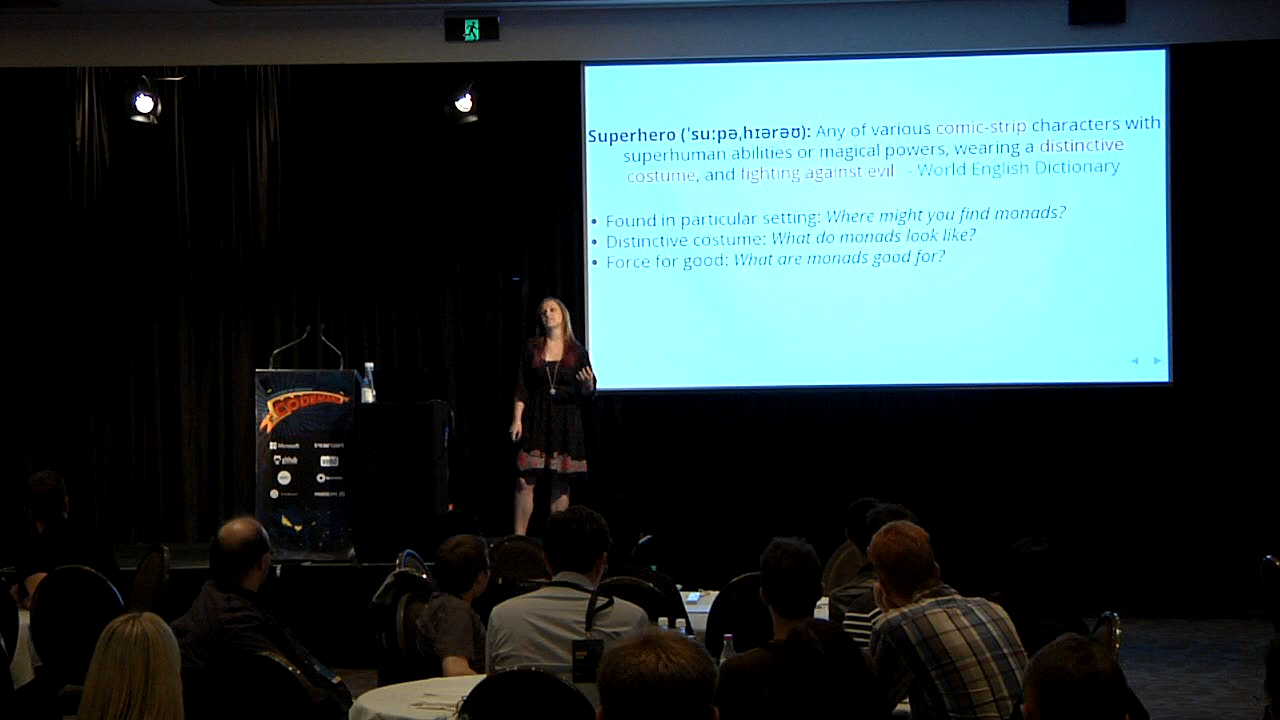 Superhero (ˈsuːpəˌhɪərəʊ): Any of various comic-strip characters with
superhuman abilities or magical powers, wearing a distinctive
costume, and fighting against evil - World English Dictionary
• Found in particular setting: Where might you find monads?
• Distinctive costume: What do monads look like?
• Force for good: What are monads good for?
CODEMANIA
Microsoft
github